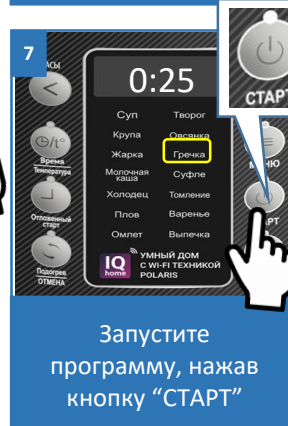 7
ЧАСЫ
<
0:25
СТАРТ
Суп Творог
Крупа Овсянка
Жарка Гречка
Молочная каша Суфле
Холодец Томление
Плов Варенье
Омлет Выпечка
/t°
Время
Температура
МЕНЮ
Отложенный
старт
Подогрев
ОТМЕНА
IQ
home
УМНЫЙ ДОМ
С WI-FI ТЕХНИКОЙ
POLARIS
Запустите
программу, нажав
кнопку “СТАРТ”